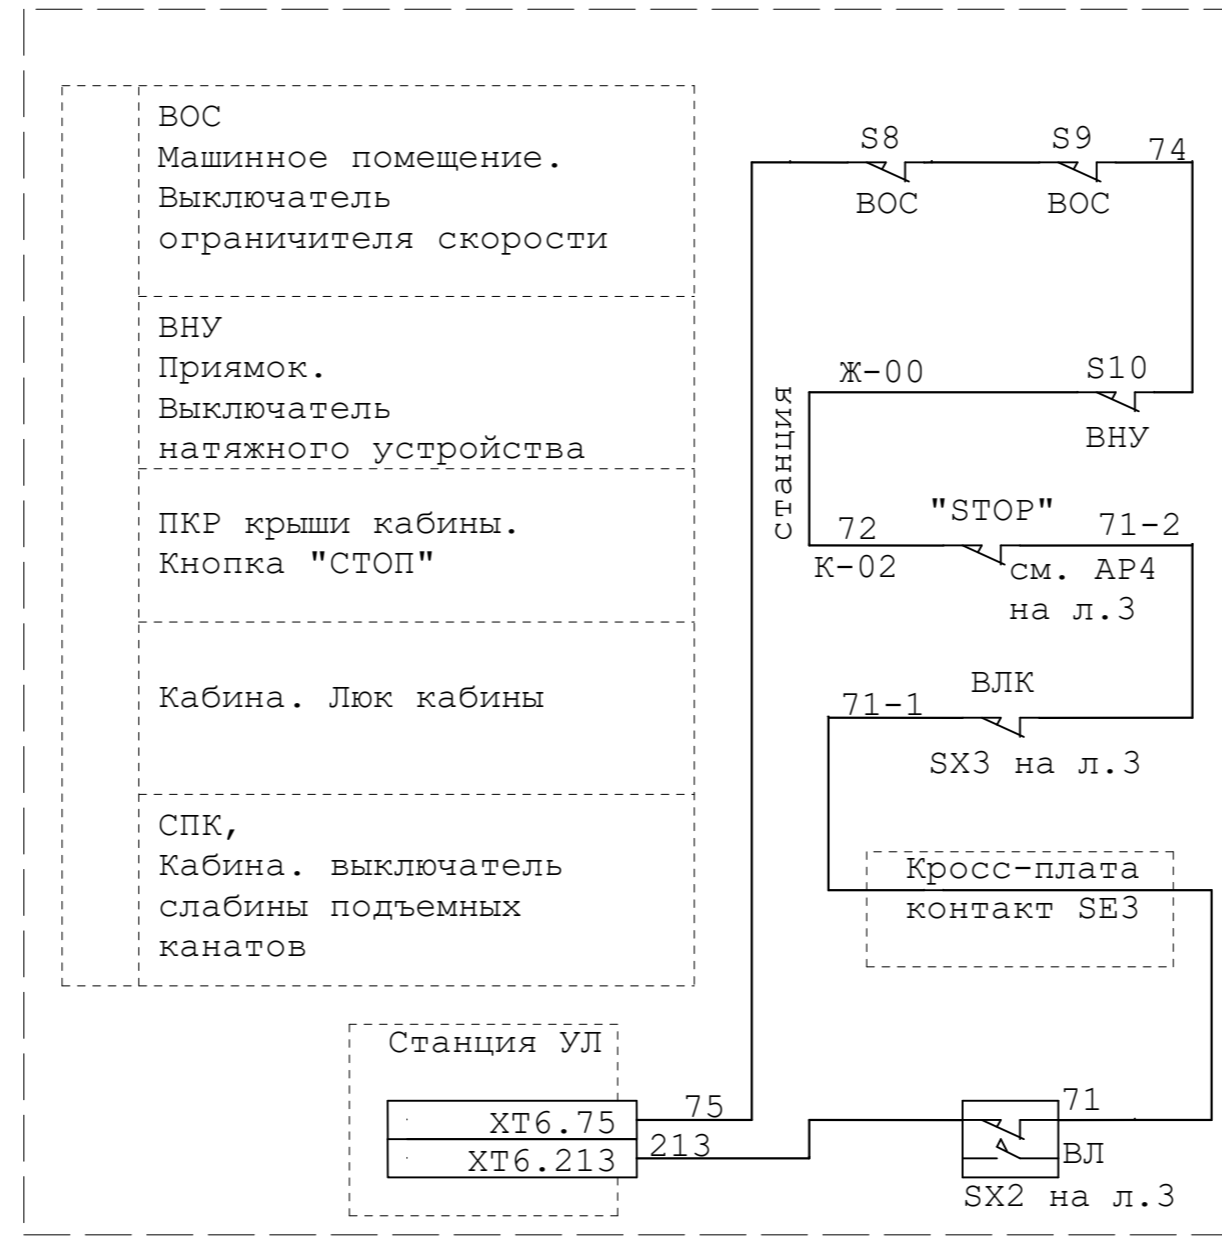 ВОС
Машинное помещение.
Выключатель
ограничителя скорости
ВНУ
Приямок.
Выключатель
натяжного устройства
ПКР крыши кабины.
Кнопка "СТОП"
Кабина. Люк кабины
СПК,
Кабина. выключатель
слабины подъемных
канатов
S8
S9
74
ВОС
ВОС
Ж-00
S10
ВНУ
станция
"STOP"
72
71-2
К-02
см. АР4
на л.3
ВЛК
71-1
SX3 на л.3
Кросс-плата
контакт SE3
Станция УЛ
ХТ6.75
75
ХТ6.213
213
71
ВЛ
SX2 на л.3